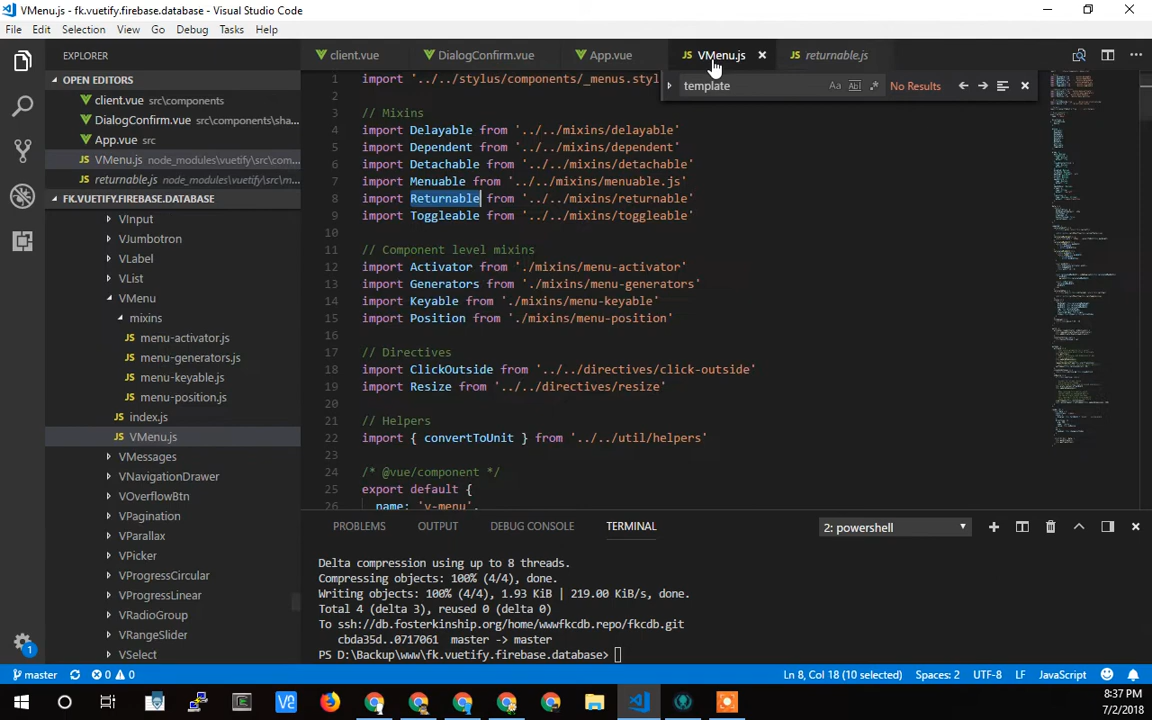 VMenu.js - fk.vuetify.firebase.database - Visual Studio Code
File Edit Selection View Go Debug Tasks Help
EXPLORER
OPEN EDITORS
client.vue src\components
DialogConfirm.vue src\components\sha...
App.vue src
VMenu.js node_modules\vuetify\src\com...
returnable.js node_modules\vuetify\src\m...
FK.VUETIFY.FIREBASE.DATABASE
VInput
VJumbotron
VLabel
VList
VMenu
mixins
JS menu-activator.js
JS menu-generators.js
JS menu-keyable.js
JS menu-position.js
JS index.js
JS VMenu.js
VMessages
VNavigationDrawer
VOverflowBtn
VPagination
VParallax
VPicker
VProgressCircular
VProgressLinear
VRadioGroup
VRangeSlider
VSelect
client.vue DialogConfirm.vue App.vue JS VMenu.js JS returnable.js
template Aa Abl .* No Results
1 import '../../stylus/components/_menus.styl
2
3 // Mixins
4 import Delayable from '../../mixins/delayable'
5 import Dependent from '../../mixins/dependent'
6 import Detachable from '../../mixins/detachable'
7 import Menuable from '../../mixins/menuable.js'
8 import Returnable from '../../mixins/returnable'
9 import Toggleable from '../../mixins/toggleable'
10
11 // Component level mixins
12 import Activator from './mixins/menu-activator'
13 import Generators from './mixins/menu-generators'
14 import Keyable from './mixins/menu-keyable'
15 import Position from './mixins/menu-position'
16
17 // Directives
18 import ClickOutside from '../../directives/click-outside'
19 import Resize from '../../directives/resize'
20
21 // Helpers
22 import { convertToUnit } from '../../util/helpers'
23
24 /* @vue/component */
25 export default {
26 name: 'v-menu',
PROBLEMS OUTPUT DEBUG CONSOLE TERMINAL 2: powershell
Delta compression using up to 8 threads.
Compressing objects: 100% (4/4), done.
Writing objects: 100% (4/4), 1.93 KiB | 219.00 KiB/s, done.
Total 4 (delta 3), reused 0 (delta 0)
To ssh://db.fosterkinship.org/home/wwwfkcdb.repo/fkcdb.git
cbda35d..0717061 master -> master
PS D:\Backup\www\fk.vuetify.firebase.database>
1
master 0 0 Ln 8, Col 18 (10 selected) Spaces: 2 UTF-8 LF JavaScript
8:37 PM
7/2/2018